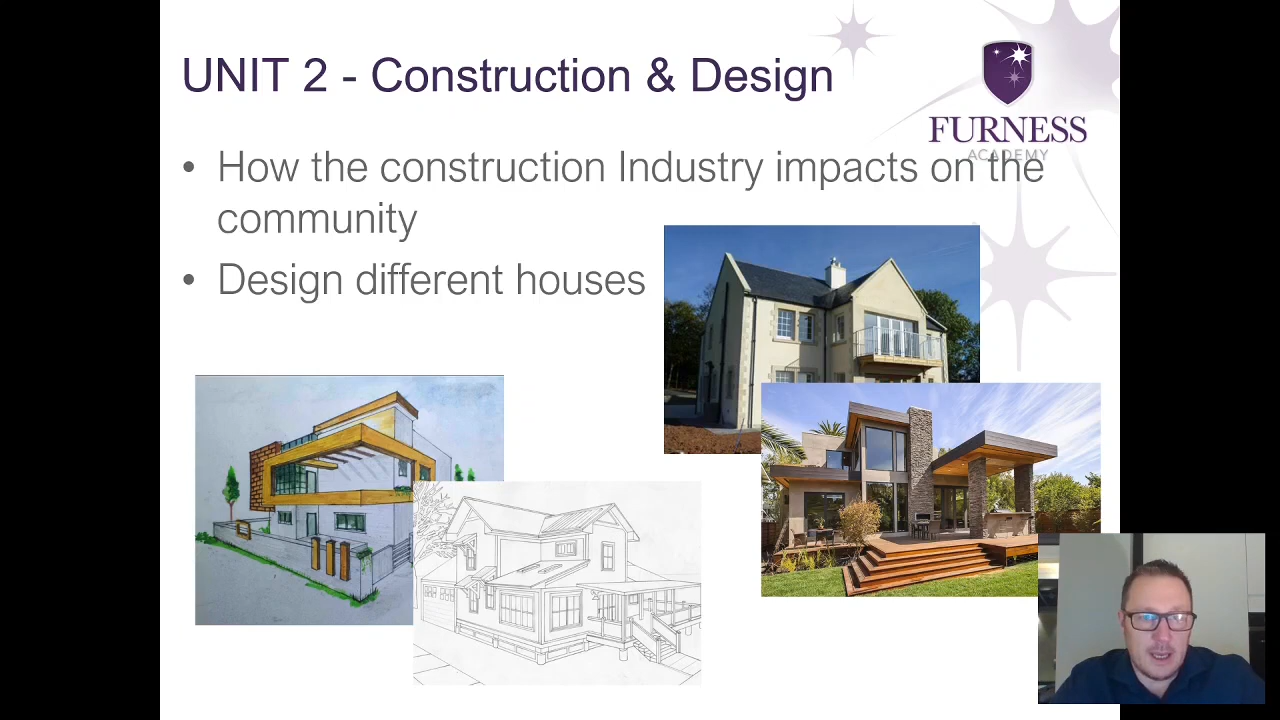 UNIT 2 - Construction & Design
FURNESS
ACADEMY
• How the construction Industry impacts on the
community
• Design different houses